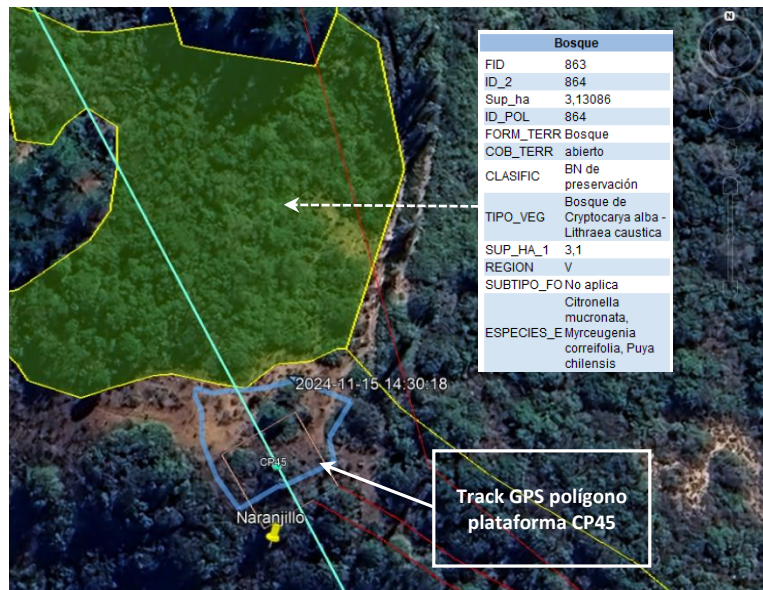 N
Bosque
FID 863
ID_2 864
Sup_ha 3,13086
ID_POL 864
FORM_TERR Bosque
COB_TERR abierto
CLASIFIC BN de
preservación
TIPO_VEG Bosque de
Cryptocarya alba -
Lithraea caustica
SUP_HA_1 3,1
REGION V
SUBTIPO_FO No aplica
ESPECIES_E Citronella
mucronata,
Myrceugenia
correifolia, Puya
chilensis
2024-11-15 14:30:18
CP45
Naranjillo
Track GPS polígono
plataforma CP45